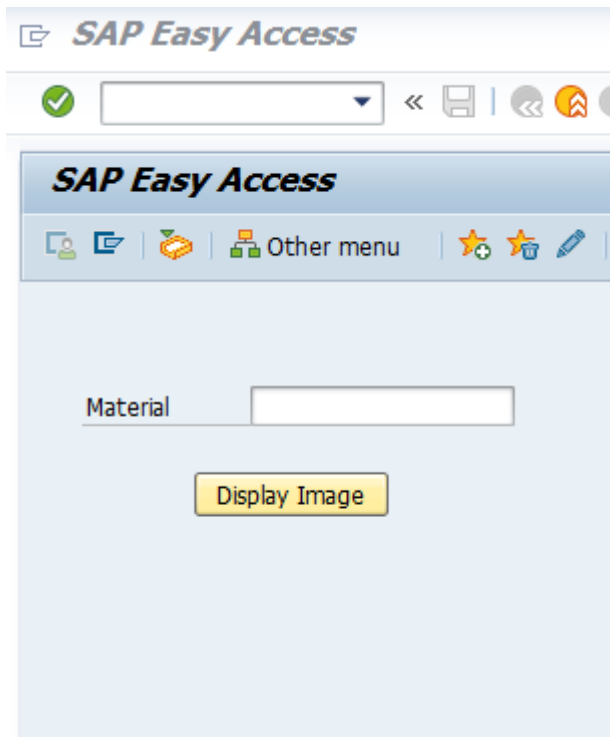 SAP Easy Access
SAP Easy Access
Other menu
Material
Display Image